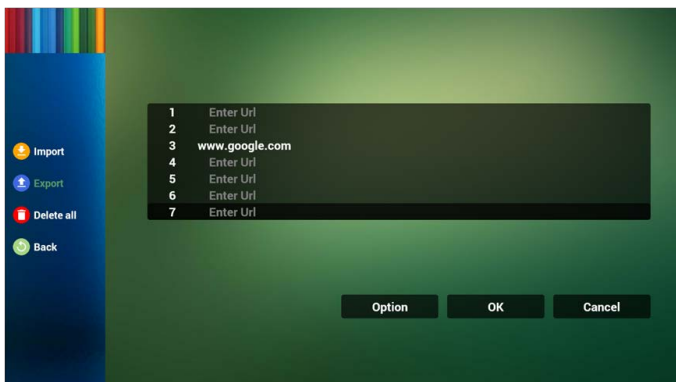 Import
Export
Delete all
Back
1 Enter Url
2 Enter Url
3 www.google.com
4 Enter Url
5 Enter Url
6 Enter Url
7 Enter Url
Option OK Cancel